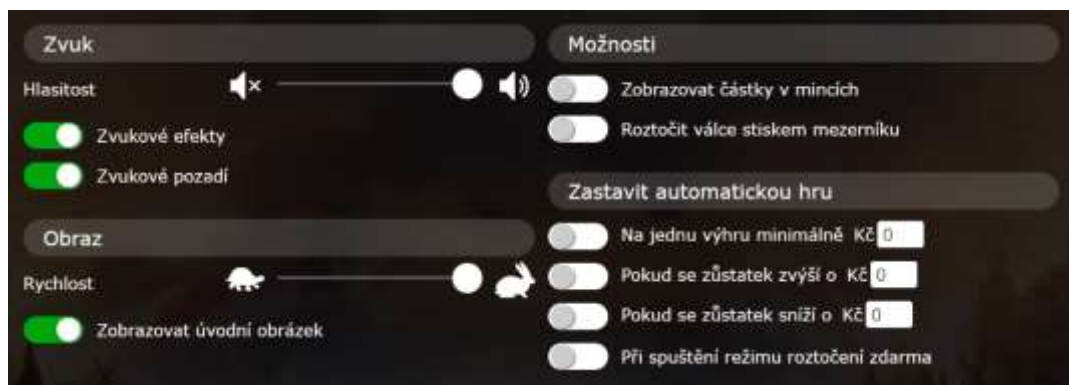 Zvuk
Hlasitost
Zvukové efekty
Zvukové pozadí
Obraz
Rychlost
Zobrazovat úvodní obrázek
Možnosti
Zobrazovat částky v mincích
Roztočit válce stiskem mezerníku
Zastavit automatickou hru
Na jednu výhru minimálně Kč 0
Pokud se zůstatek zvýší o Kč 0
Pokud se zůstatek sníží o Kč 0
Při spuštění režimu roztočení zdarma